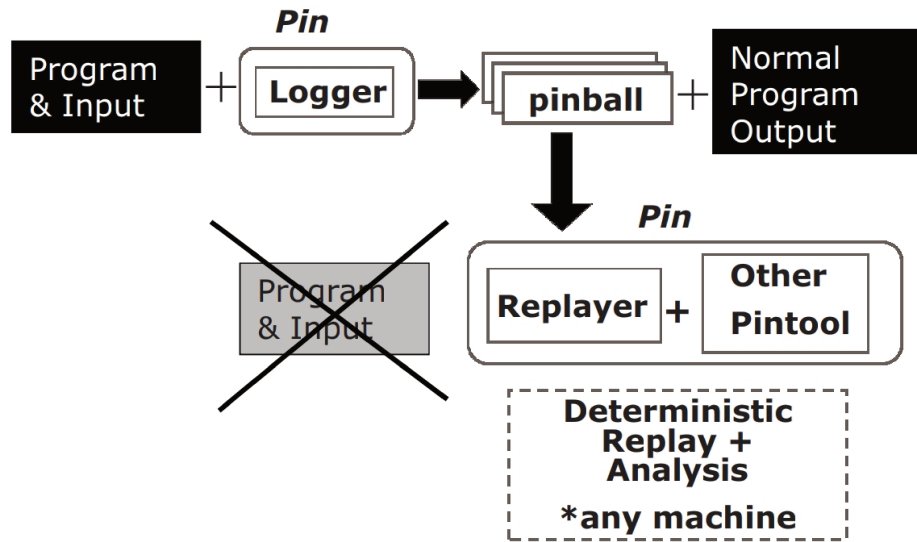 Pin
Program
& Input
+
Logger
pinball
+
Normal
Program
Output
Pin
Program
& Input
Replayer
+
Other
Pintool
Deterministic
Replay +
Analysis
*any machine